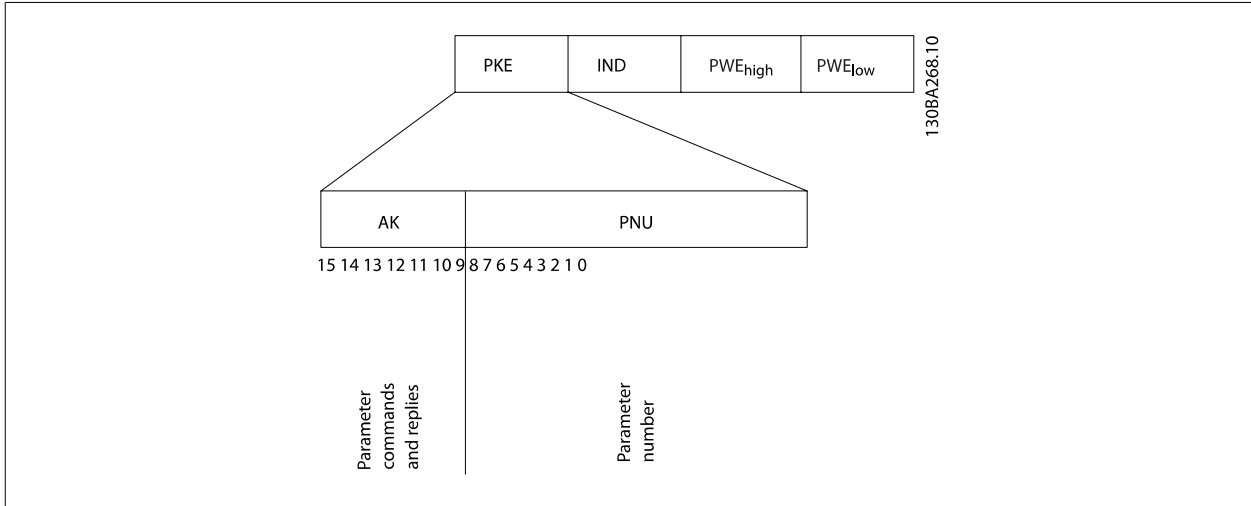 PKE IND PWEhigh PWElow
130BA268.10
AK PNU
15 14 13 12 11 10 9 8 7 6 5 4 3 2 1 0
Parameter
commands
and replies
Parameter
number